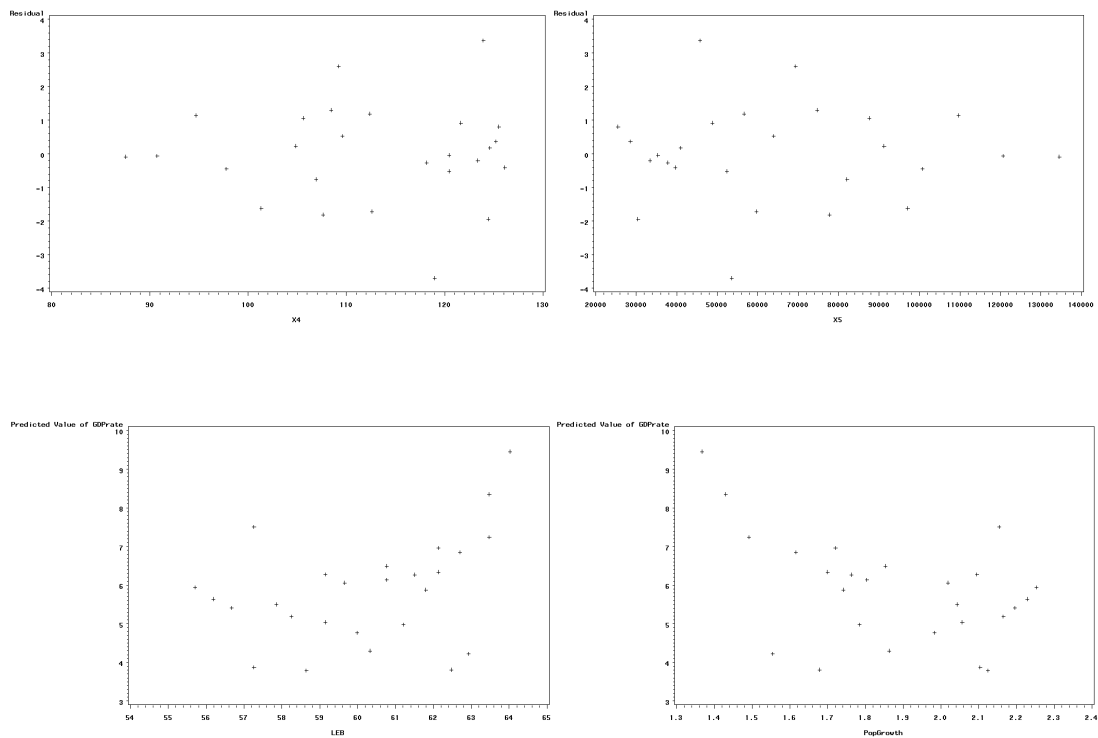 Residual
4
3
2
1
0
-1
-2
-3
-4
80 90 100 110 120 130
X4
Residual
4
3
2
1
0
-1
-2
-3
-4
20000 30000 40000 50000 60000 70000 80000 90000 100000 110000 120000 130000 140000
X5
Predicted Value of GDPrate
10
9
8
7
6
5
4
3
54 55 56 57 58 59 60 61 62 63 64 65
LEB
Predicted Value of GDPrate
10
9
8
7
6
5
4
3
1.3 1.4 1.5 1.6 1.7 1.8 1.9 2.0 2.1 2.2 2.3 2.4
PopGrowth